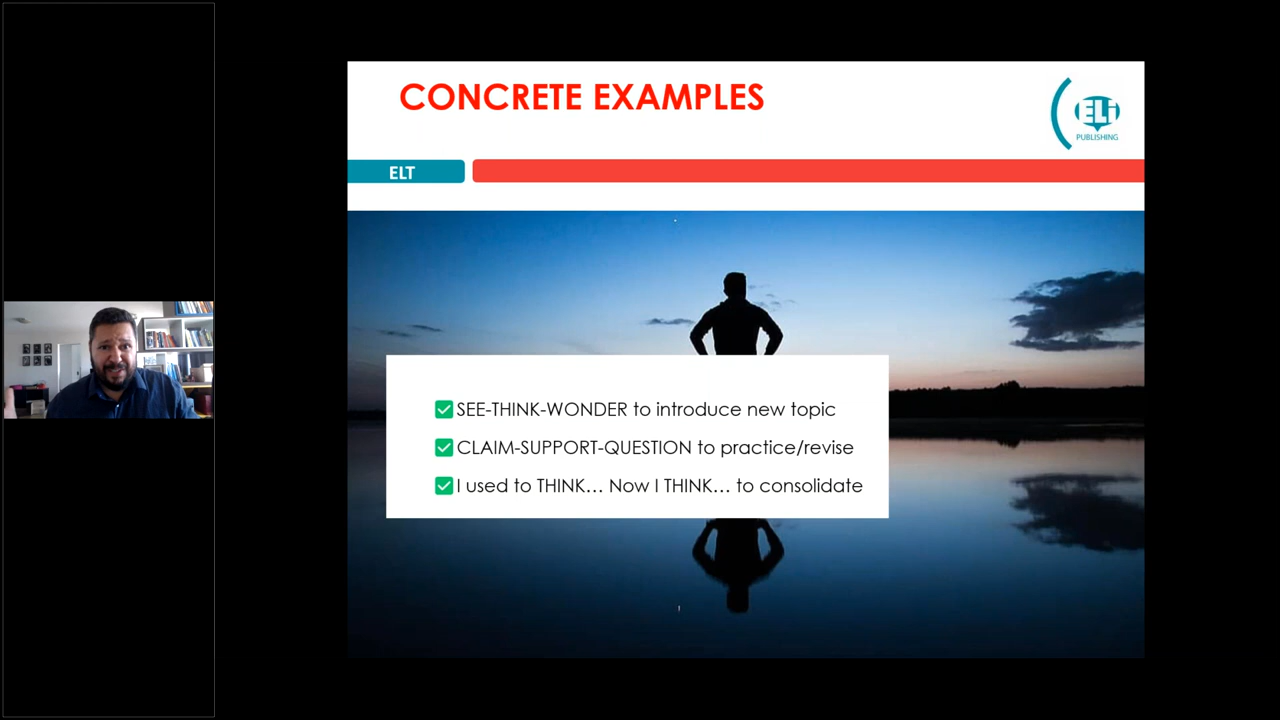 CONCRETE EXAMPLES
ELi
PUBLISHING
ELT
SEE-THINK-WONDER to introduce new topic
CLAIM-SUPPORT-QUESTION to practice/revise
I used to THINK... Now I THINK... to consolidate